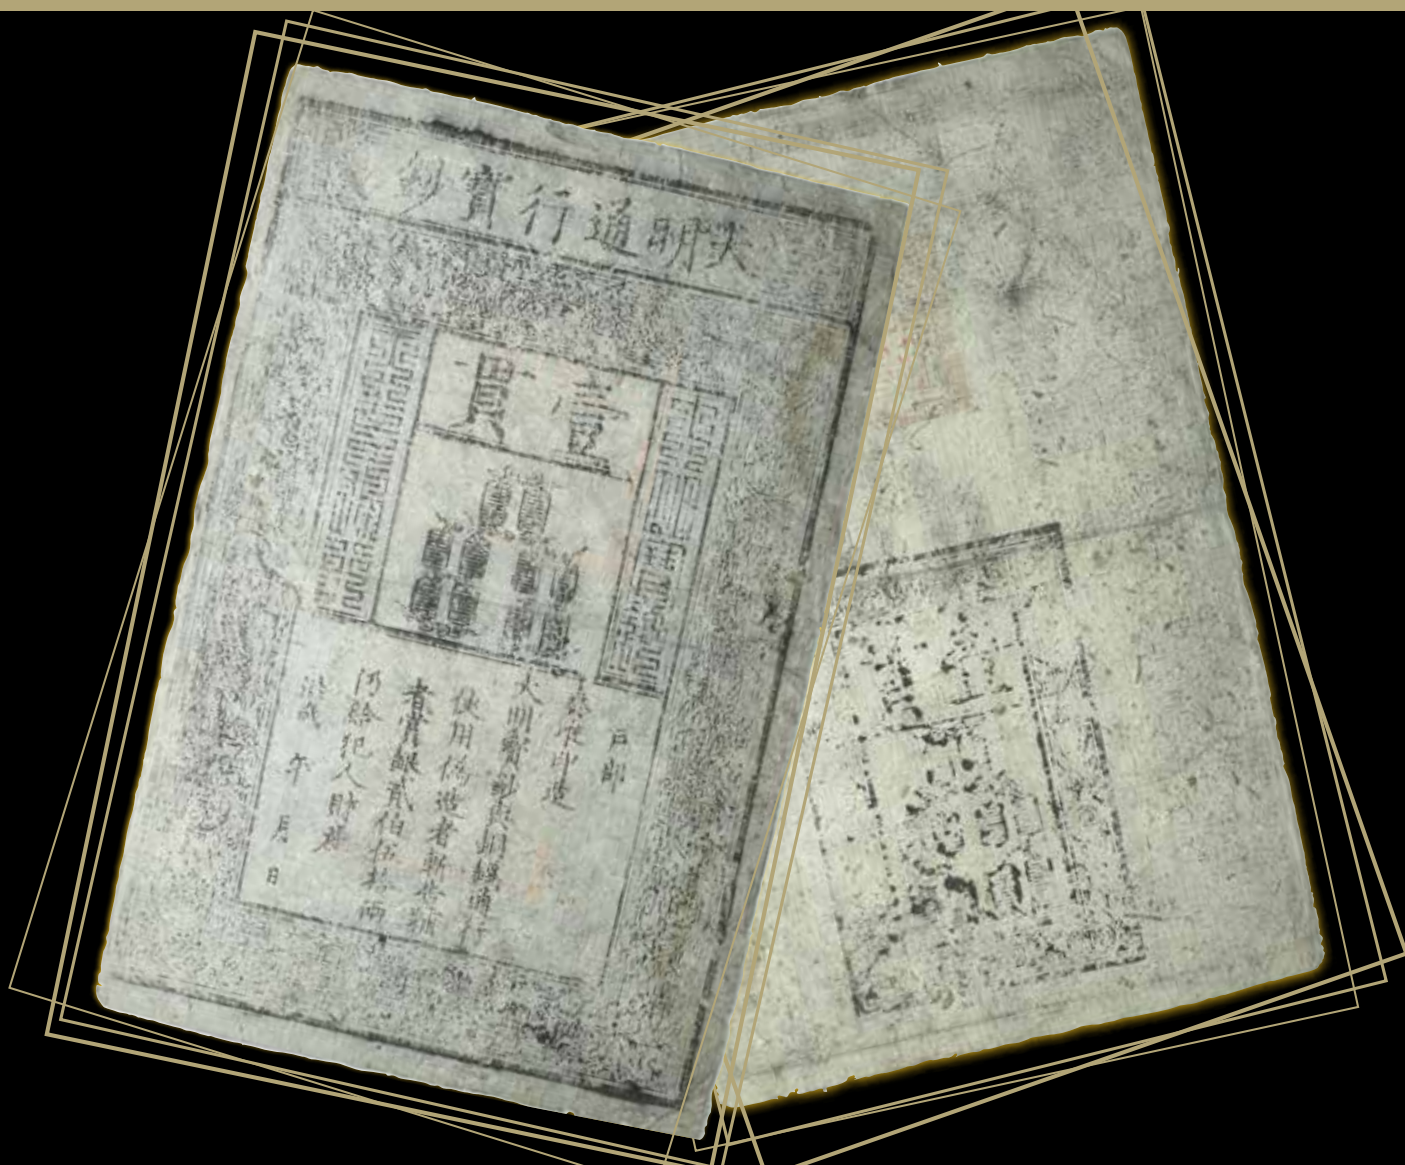 大明通行寶鈔
壹貫
戶部
奏准印造
大明寶鈔與銅錢通行
使用偽造者斬告捕
者賞銀貳伯伍拾兩
仍給犯人財產
洪武 年 月 日
壹貫